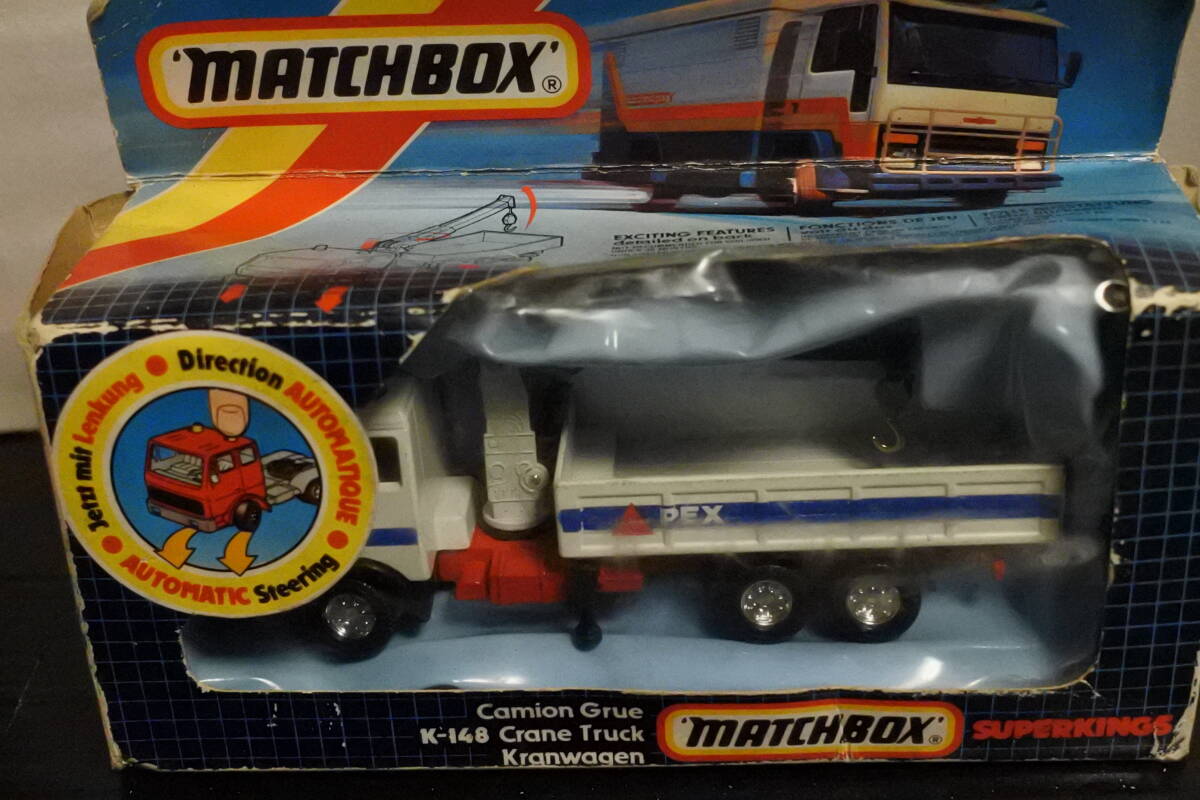 'MATCHBOX'®
EXCITING FEATURES
detailed on back
FONCTIONS DE JEU
Jetzt mit Lenkung • Direction AUTOMATIQUE
• AUTOMATIC Steering •
PEX
Camion Grue
K-148 Crane Truck
Kranwagen
'MATCHBOX'®
SUPERKINGS